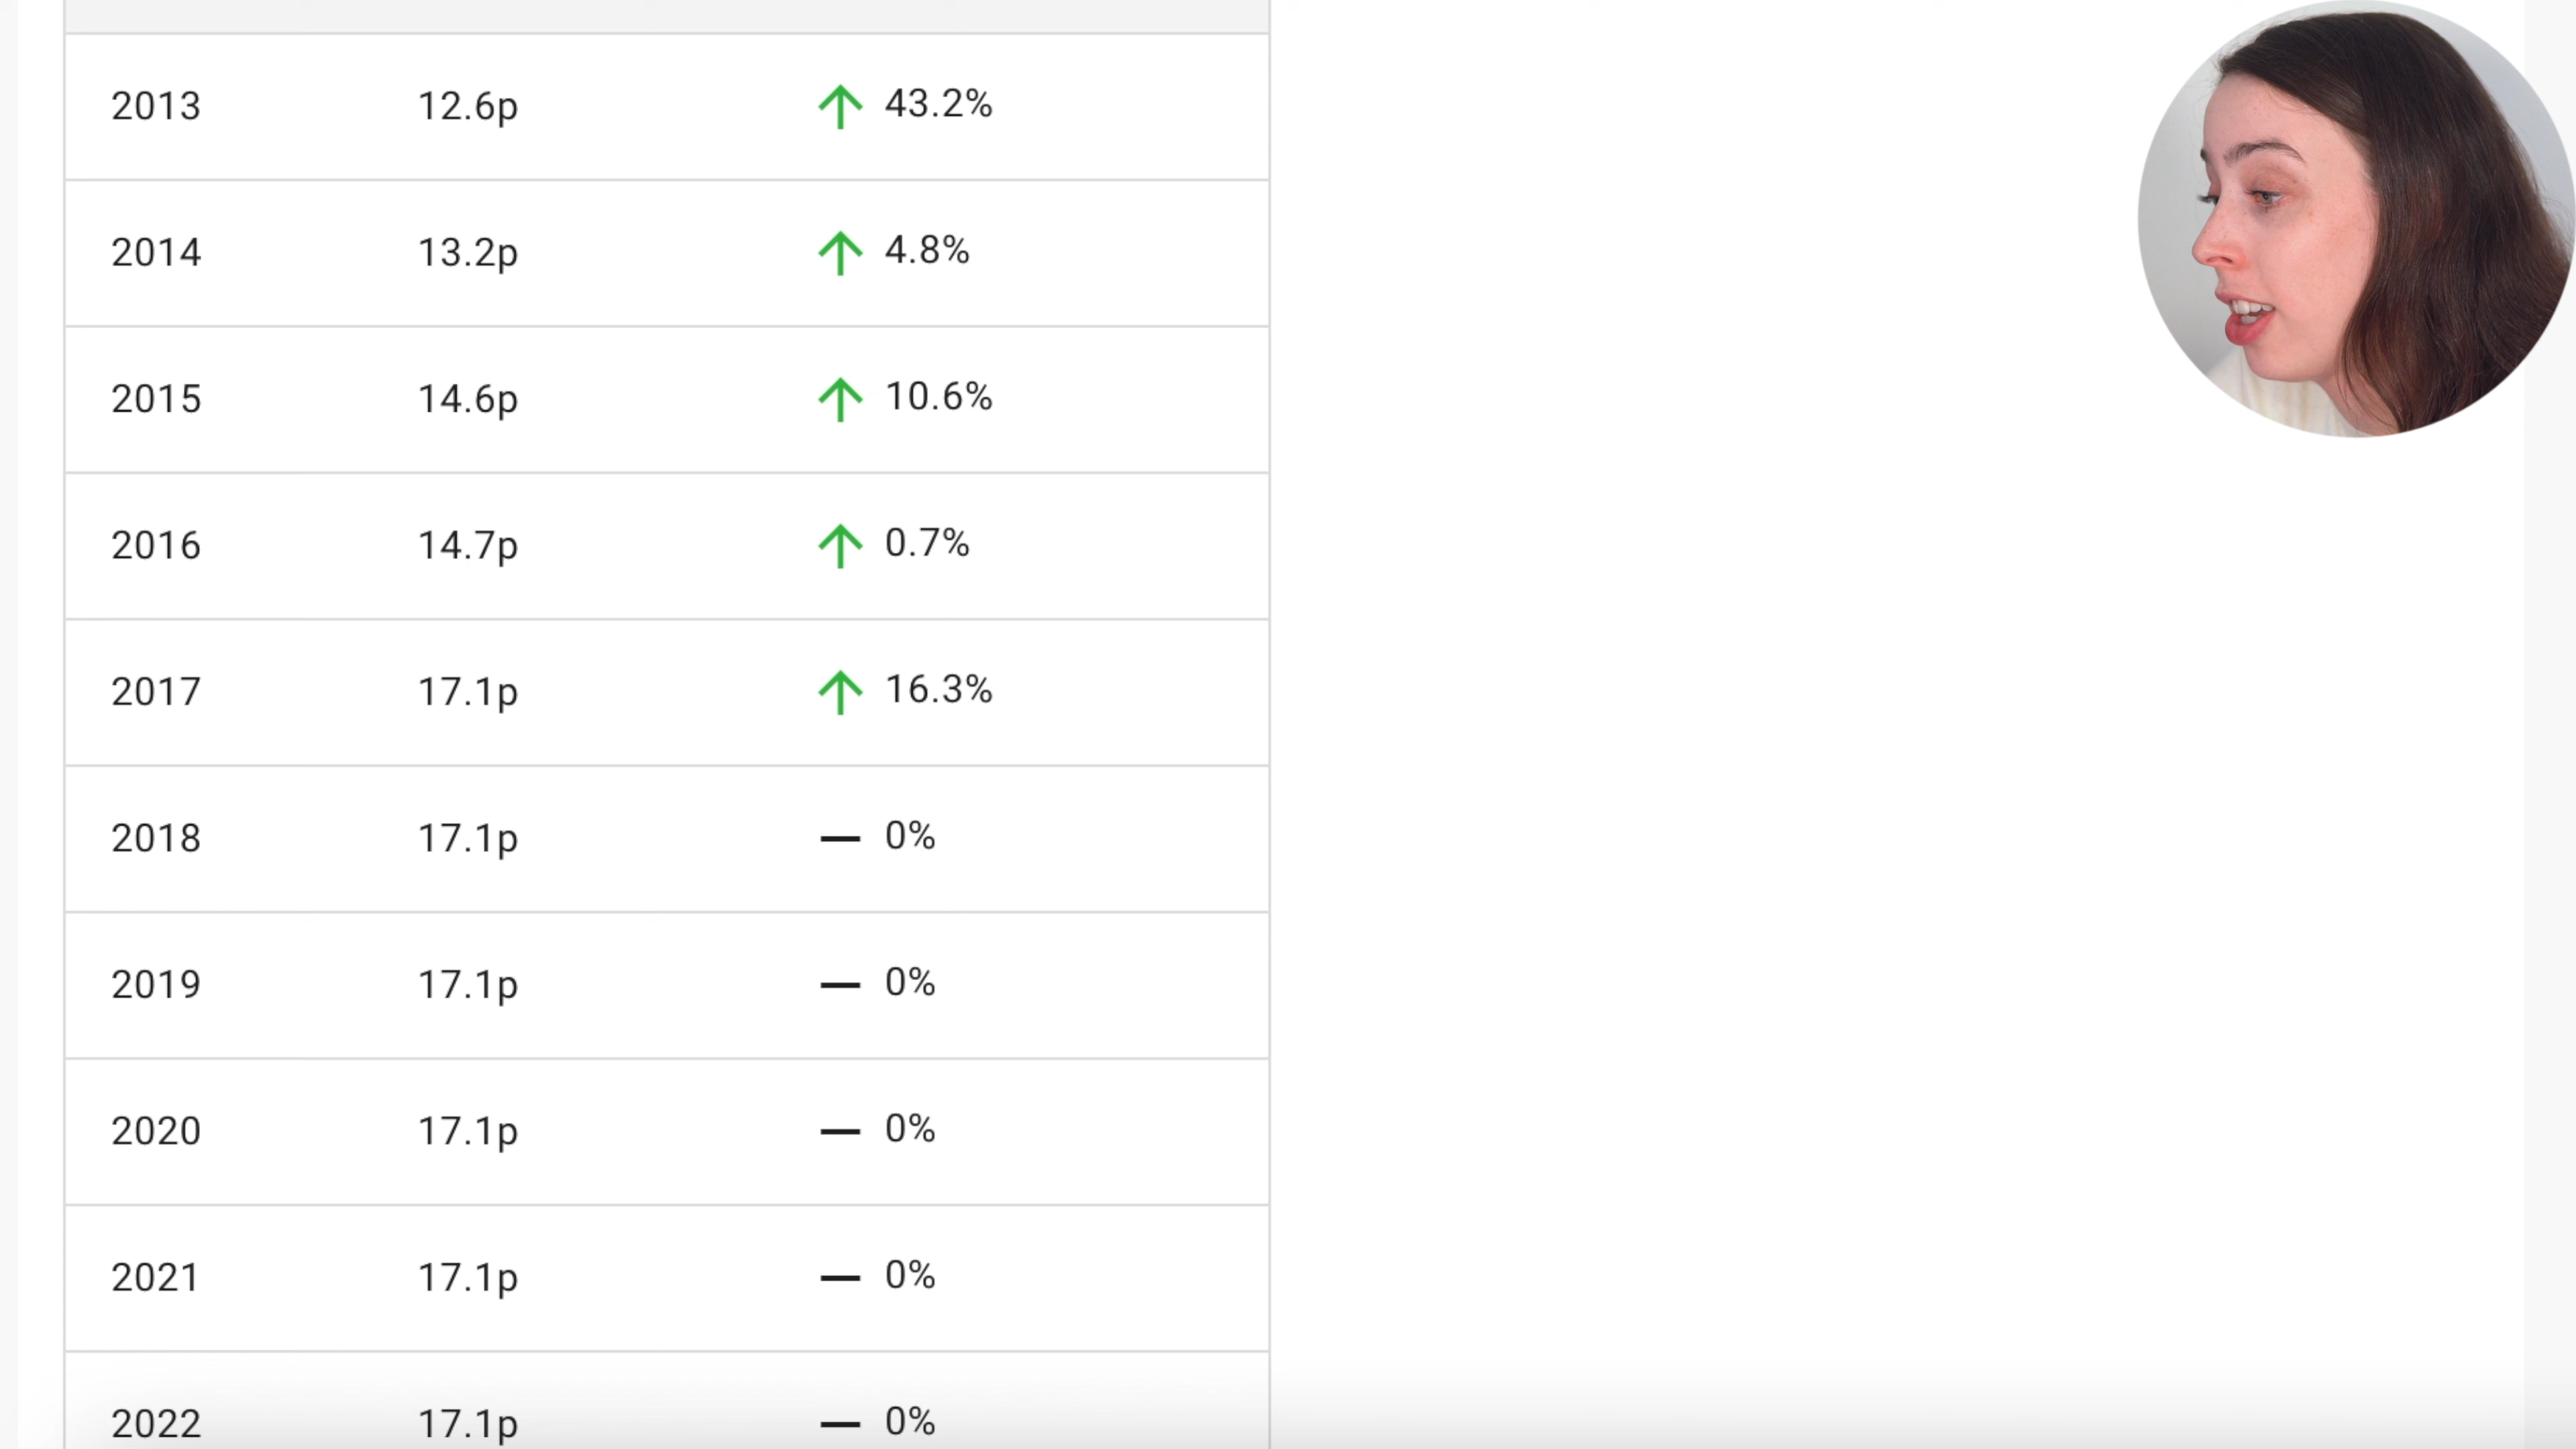 2013 12.6p 43.2%
2014 13.2p 4.8%
2015 14.6p 10.6%
2016 14.7p 0.7%
2017 17.1p 16.3%
2018 17.1p 0%
2019 17.1p 0%
2020 17.1p 0%
2021 17.1p 0%
2022 17.1p 0%